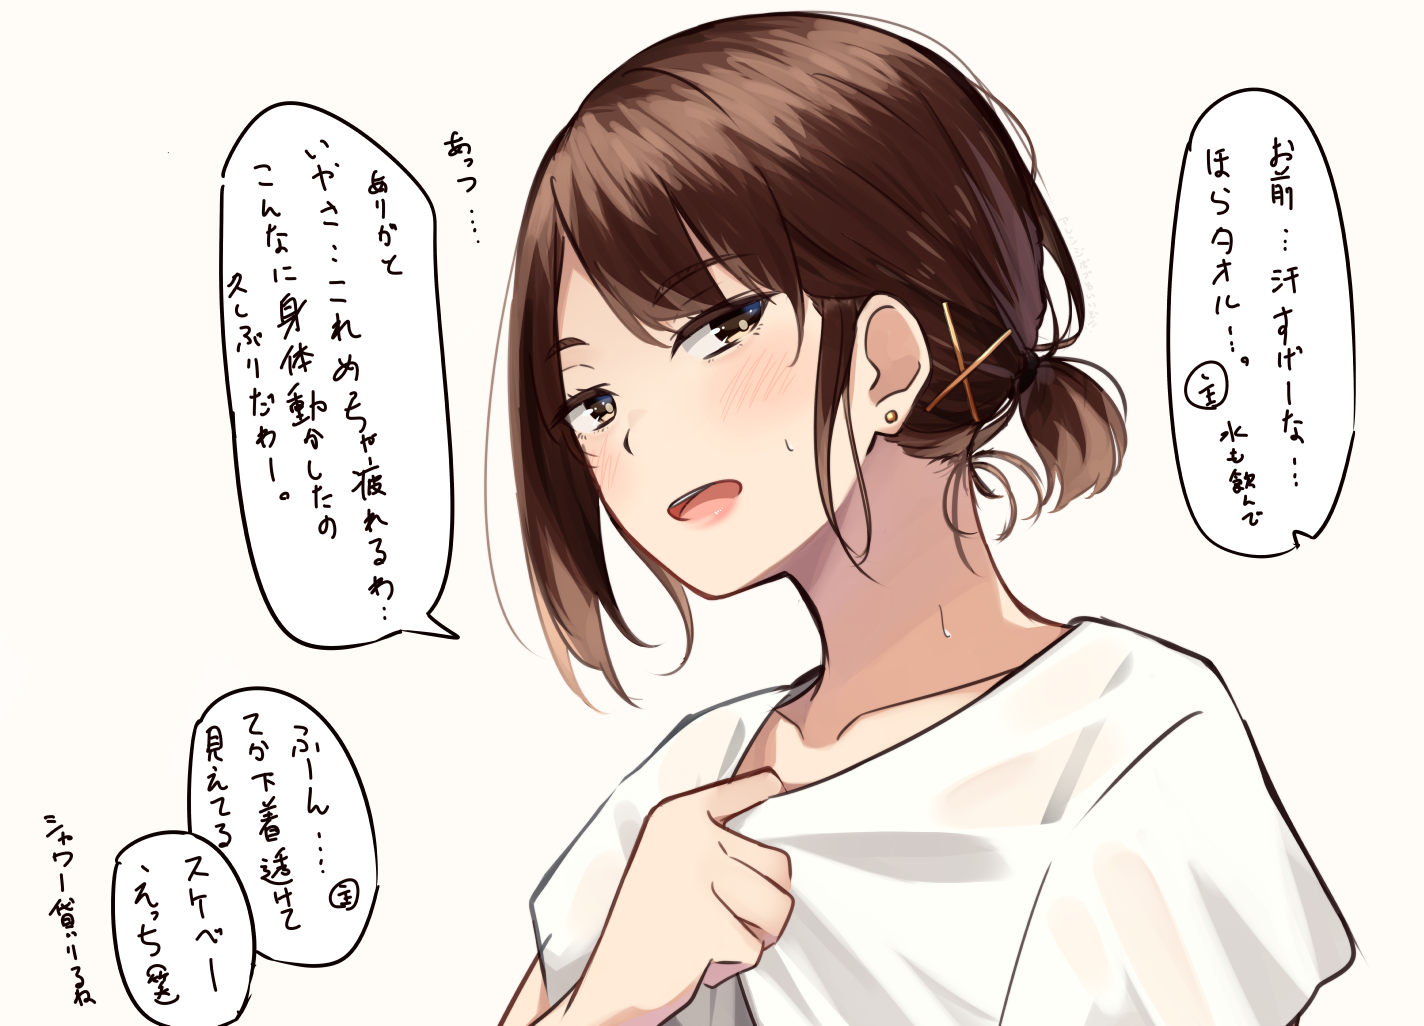 お前…汗すげーな……
ほらタオル…。
主
水も飲んで
あっつ……
ありがと
いやさ…これめっちゃ疲れるわ…
こんなに身体動かしたの
久しぶりだわー。
ふーん……
主
てか下着透けて
見えてる
スケベー
、えっち(笑)
シャワー貸りるね